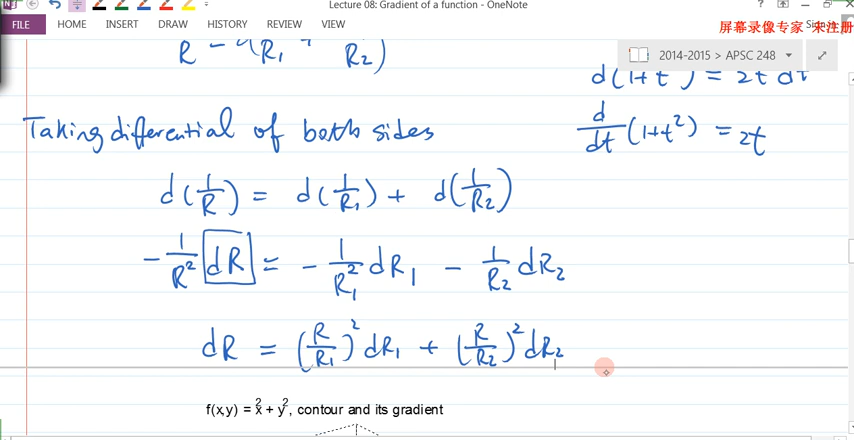 Lecture 08: Gradient of a function - OneNote
FILE HOME INSERT DRAW HISTORY REVIEW VIEW
屏幕录像专家 未注册
2014-2015 > APSC 248
d(1+t ) = 2t dt
Taking differential of both sides
d/dt (1+t²) = 2t
d(1/R) = d(1/R₁) + d(1/R₂)
- 1/R² dR = - 1/R₁² dR₁ - 1/R₂ dR₂
dR = (R/R₁)² dR₁ + (R/R₂)² dR₂
f(x,y) = x² + y², contour and its gradient